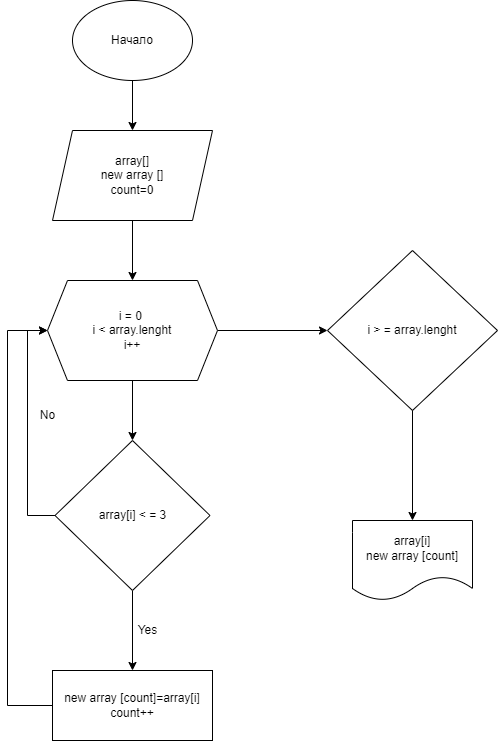 Начало
array[]
new array []
count=0
i = 0
i < array.lenght
i++
i > = array.lenght
No
array[i] < = 3
array[i]
new array [count]
Yes
new array [count]=array[i]
count++